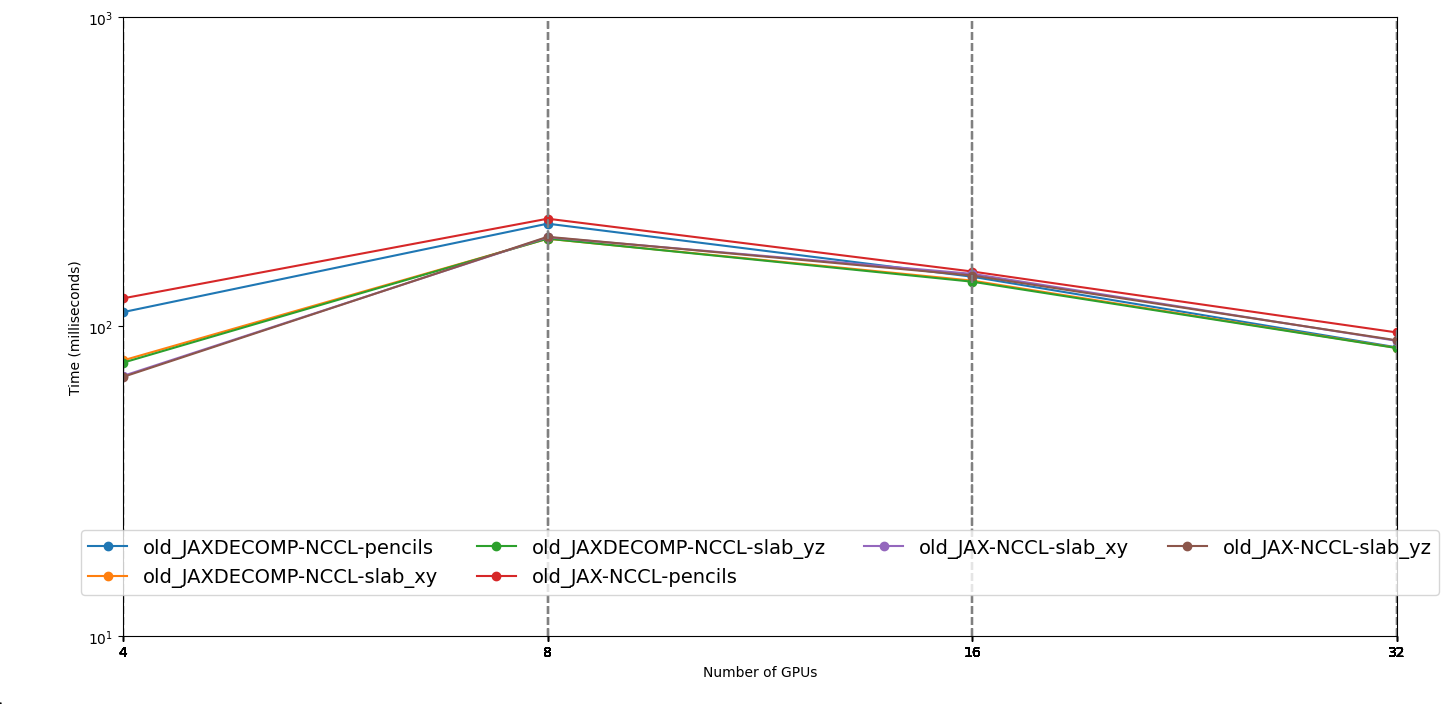 10³
10²
10¹
Time (milliseconds)
old_JAXDECOMP-NCCL-pencils old_JAXDECOMP-NCCL-slab_yz old_JAX-NCCL-slab_xy old_JAX-NCCL-slab_yz
old_JAXDECOMP-NCCL-slab_xy old_JAX-NCCL-pencils
4 8 16 32
Number of GPUs